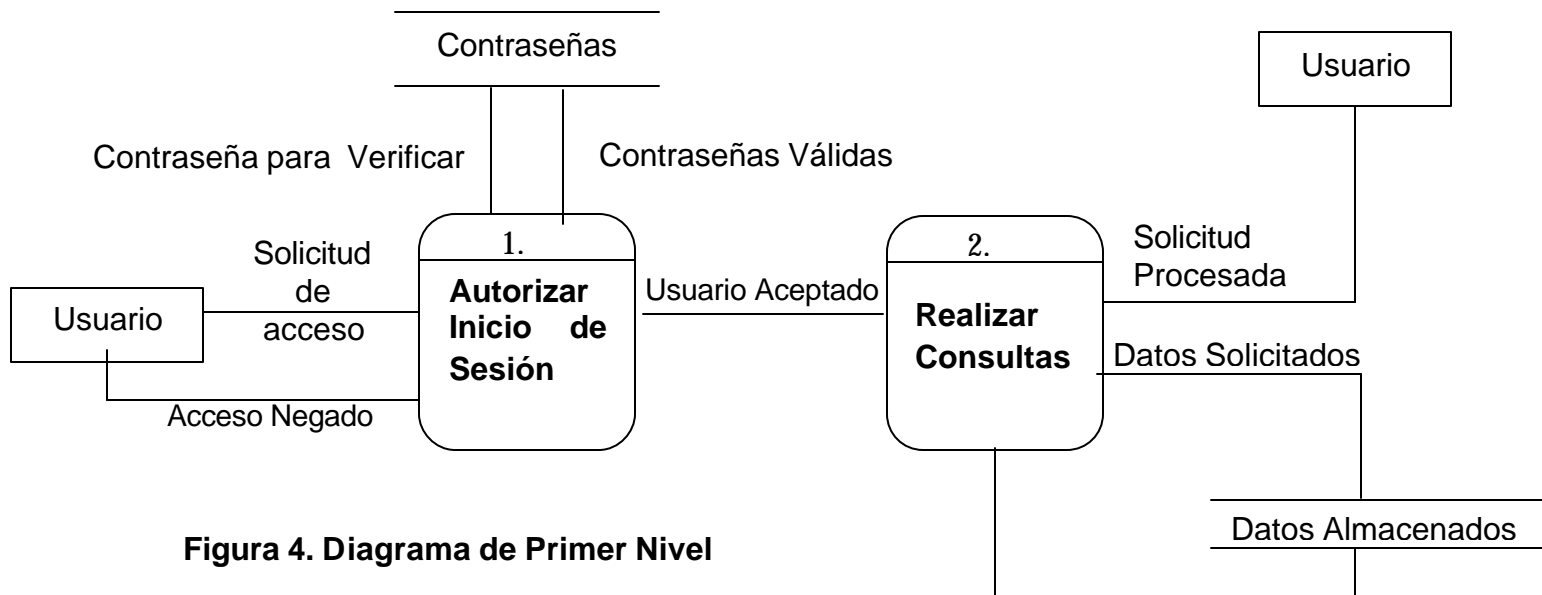 Contraseñas
Usuario
Contraseña para Verificar
Contraseñas Válidas
Solicitud
de
acceso
1.
Autorizar
Inicio de
Sesión
Usuario
Acceso Negado
Usuario Aceptado
2.
Realizar
Consultas
Solicitud
Procesada
Datos Solicitados
Datos Almacenados
Figura 4. Diagrama de Primer Nivel